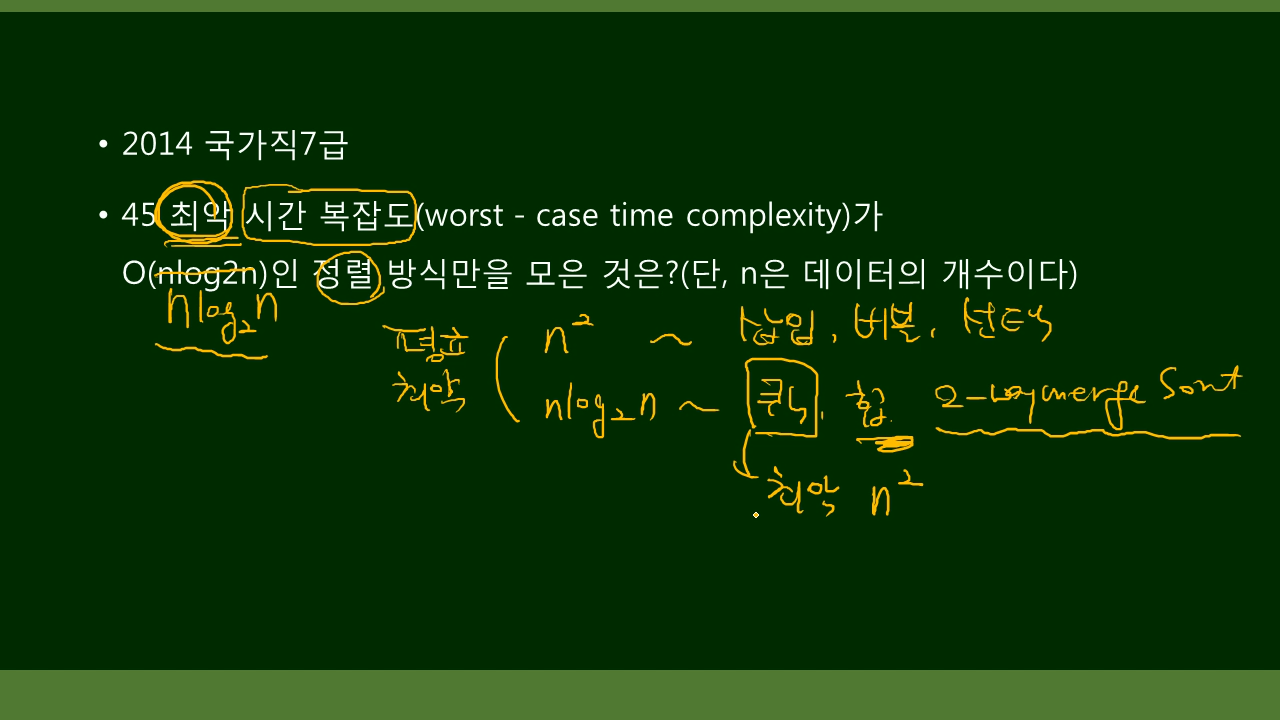 • 2014 국가직7급
• 45 최악 시간 복잡도(worst - case time complexity)가
O(nlog2n)인 정렬 방식만을 모은 것은?(단, n은 데이터의 개수이다)
nlog₂n
평균 n² ~ 삽입, 버블, 선택
최악 nlog₂n ~ 퀵, 힙 2-way merge Sort
최악 n²